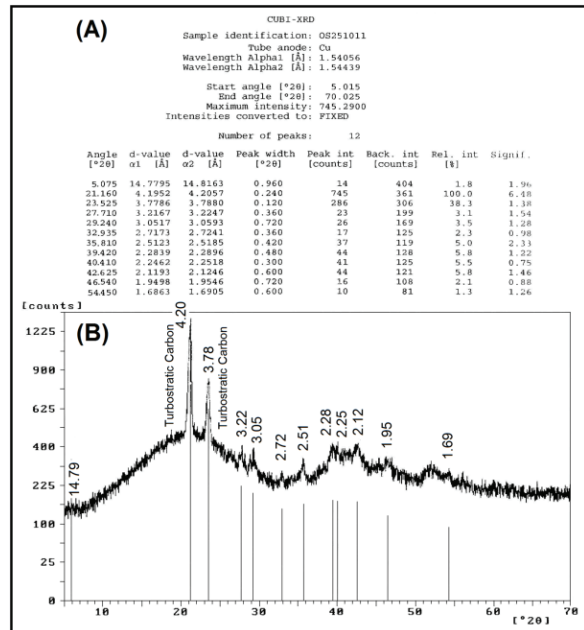 (A)
CUBI-XRD
Sample identification: OS251011
Tube anode: Cu
Wavelength Alpha1 [Å]: 1.54056
Wavelength Alpha2 [Å]: 1.54439
Start angle [°2θ]: 5.015
End angle [°2θ]: 70.025
Maximum intensity: 745.2900
Intensities converted to: FIXED
Number of peaks: 12
Angle d-value d-value Peak width Peak int Back. int Rel. int Signif.
[°2θ] α1 [Å] α2 [Å] [°2θ] [counts] [counts] [%]
5.075 14.7795 14.8163 0.960 14 404 1.8 1.96
21.160 4.1952 4.2057 0.240 745 361 100.0 6.48
23.525 3.7786 3.7880 0.120 286 306 38.3 1.38
27.710 3.2167 3.2247 0.360 23 199 3.1 1.54
29.240 3.0517 3.0593 0.720 26 169 3.5 1.28
32.935 2.7173 2.7241 0.360 17 125 2.3 0.98
35.810 2.5123 2.5185 0.420 37 119 5.0 2.33
39.420 2.2839 2.2896 0.480 44 128 5.8 1.22
40.410 2.2462 2.2518 0.300 41 125 5.5 0.75
42.625 2.1193 2.1246 0.600 44 121 5.8 1.46
46.540 1.9498 1.9546 0.720 16 108 2.1 0.88
54.450 1.6863 1.6905 0.600 10 81 1.3 1.26
[counts]
(B)
1225
900
625
400
225
100
25
0
14.79
Turbostratic Carbon
4.20
3.78
Turbostratic Carbon
3.22
3.05
2.72
2.51
2.28
2.25
2.12
1.95
1.69
10 20 30 40 50 60 70
[°2θ]